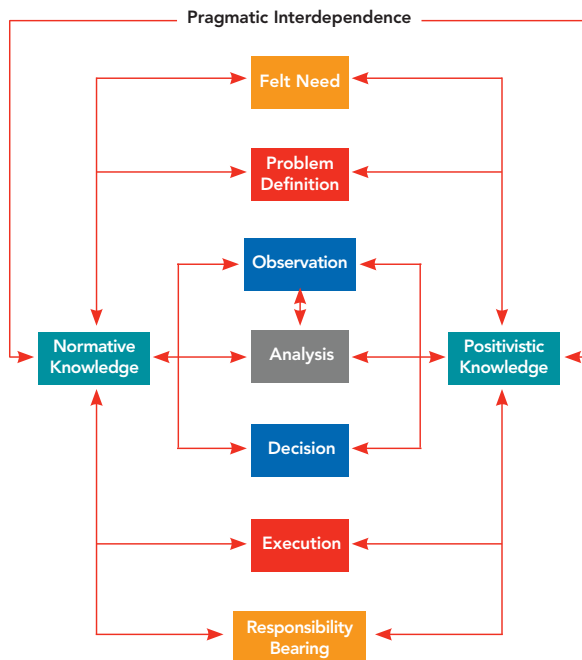 Pragmatic Interdependence
Felt Need
Problem
Definition
Observation
Normative
Knowledge
Analysis
Positivistic
Knowledge
Decision
Execution
Responsibility
Bearing